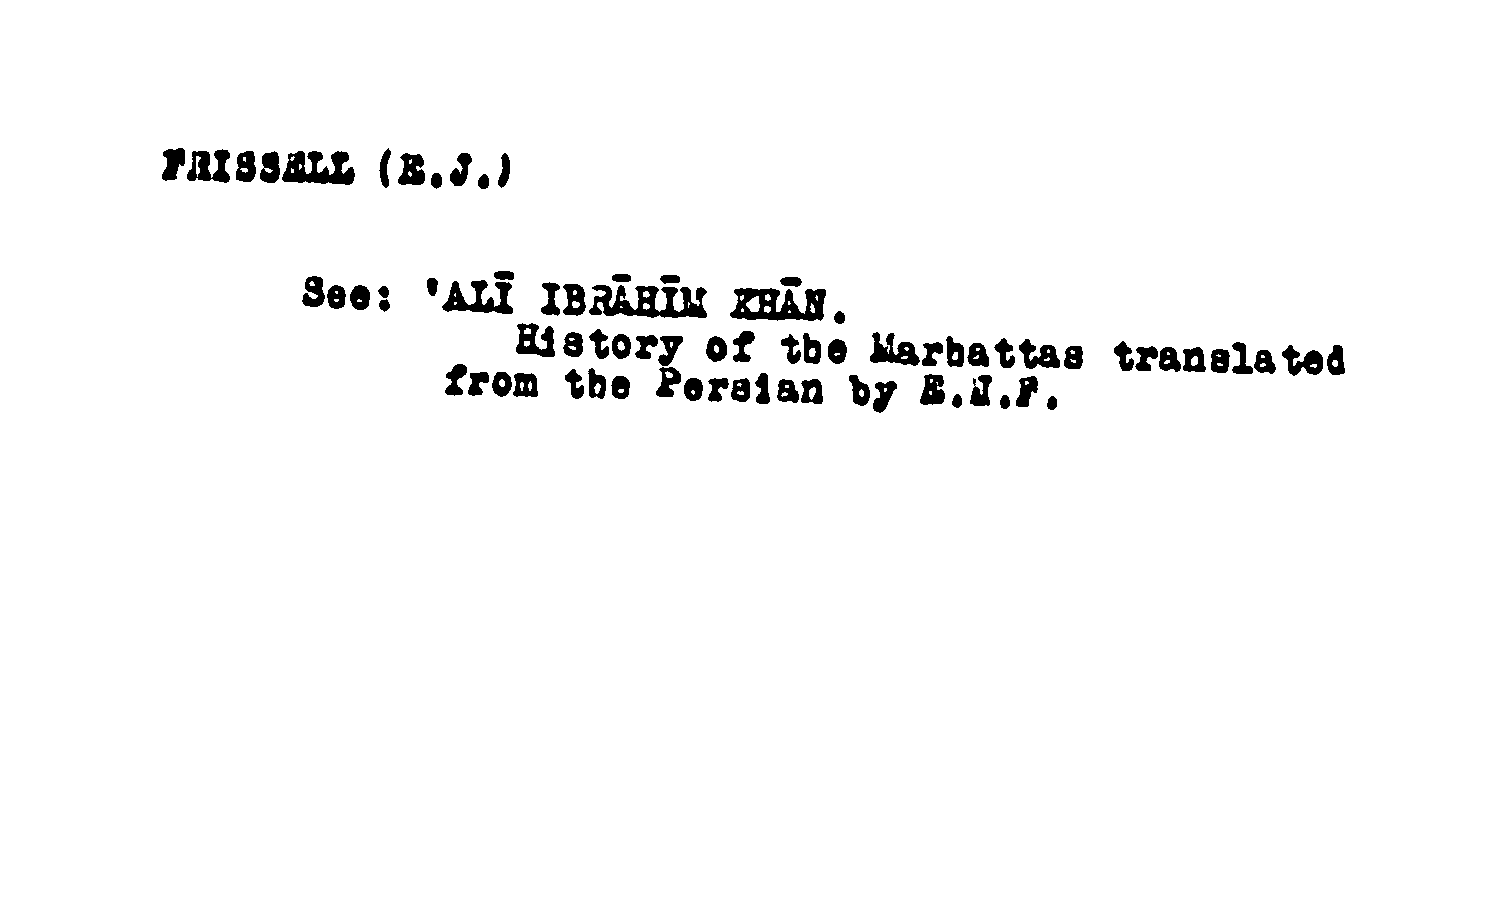 FRISSELL (E.J.)
See: 'ALĪ IBRĀHĪM KHĀN.
History of the Marhattas translated
from the Persian by E.J.F.